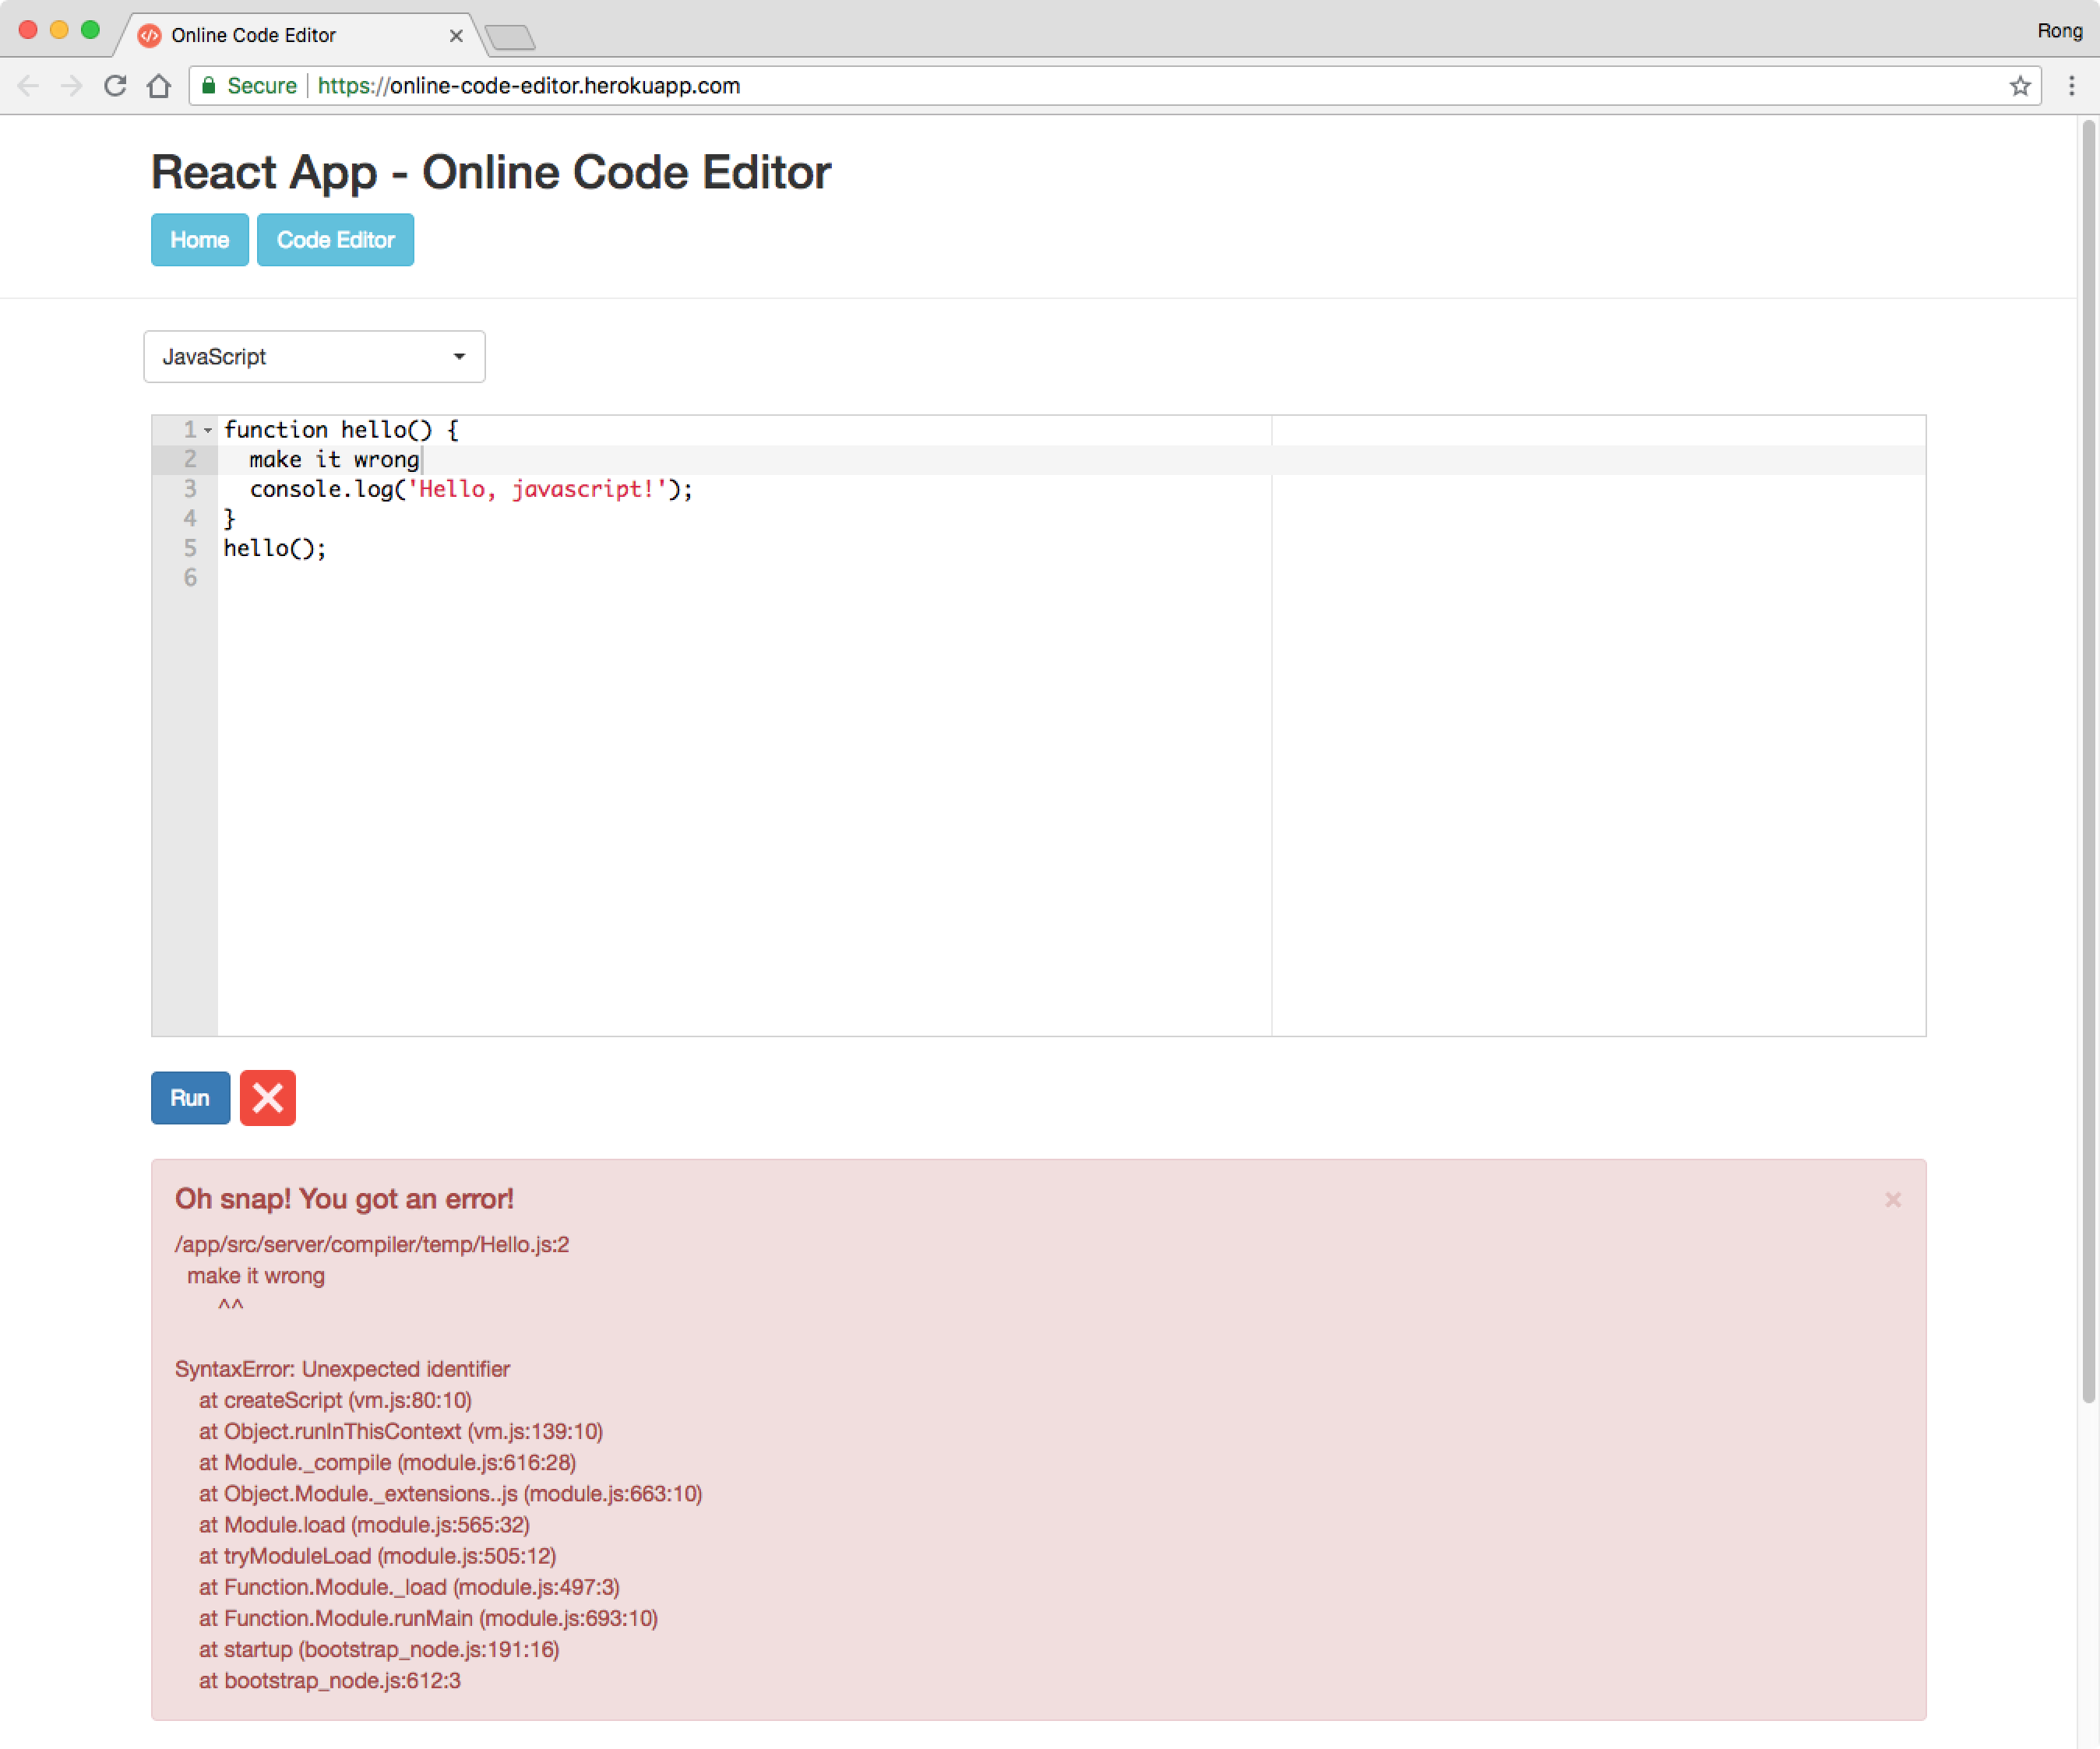 Online Code Editor
Rong
Secure https://online-code-editor.herokuapp.com
React App - Online Code Editor
Home Code Editor
JavaScript
1 function hello() {
2   make it wrong
3   console.log('Hello, javascript!');
4 }
5 hello();
6
Run
Oh snap! You got an error!
/app/src/server/compiler/temp/Hello.js:2
  make it wrong
       ^^
SyntaxError: Unexpected identifier
    at createScript (vm.js:80:10)
    at Object.runInThisContext (vm.js:139:10)
    at Module._compile (module.js:616:28)
    at Object.Module._extensions..js (module.js:663:10)
    at Module.load (module.js:565:32)
    at tryModuleLoad (module.js:505:12)
    at Function.Module._load (module.js:497:3)
    at Function.Module.runMain (module.js:693:10)
    at startup (bootstrap_node.js:191:16)
    at bootstrap_node.js:612:3